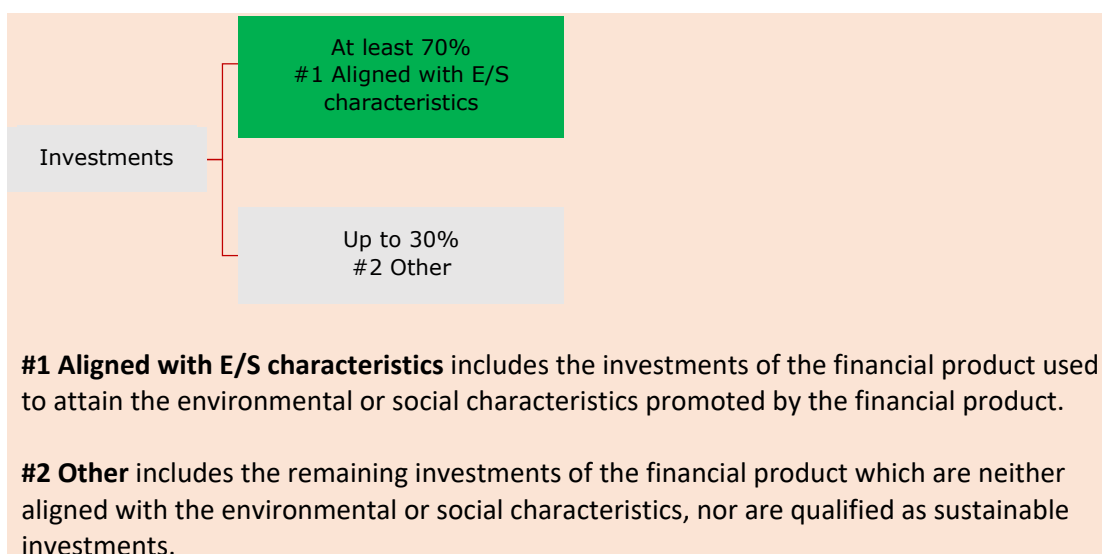 At least 70%
#1 Aligned with E/S
characteristics
Investments
Up to 30%
#2 Other
#1 Aligned with E/S characteristics includes the investments of the financial product used
to attain the environmental or social characteristics promoted by the financial product.
#2 Other includes the remaining investments of the financial product which are neither
aligned with the environmental or social characteristics, nor are qualified as sustainable
investments.